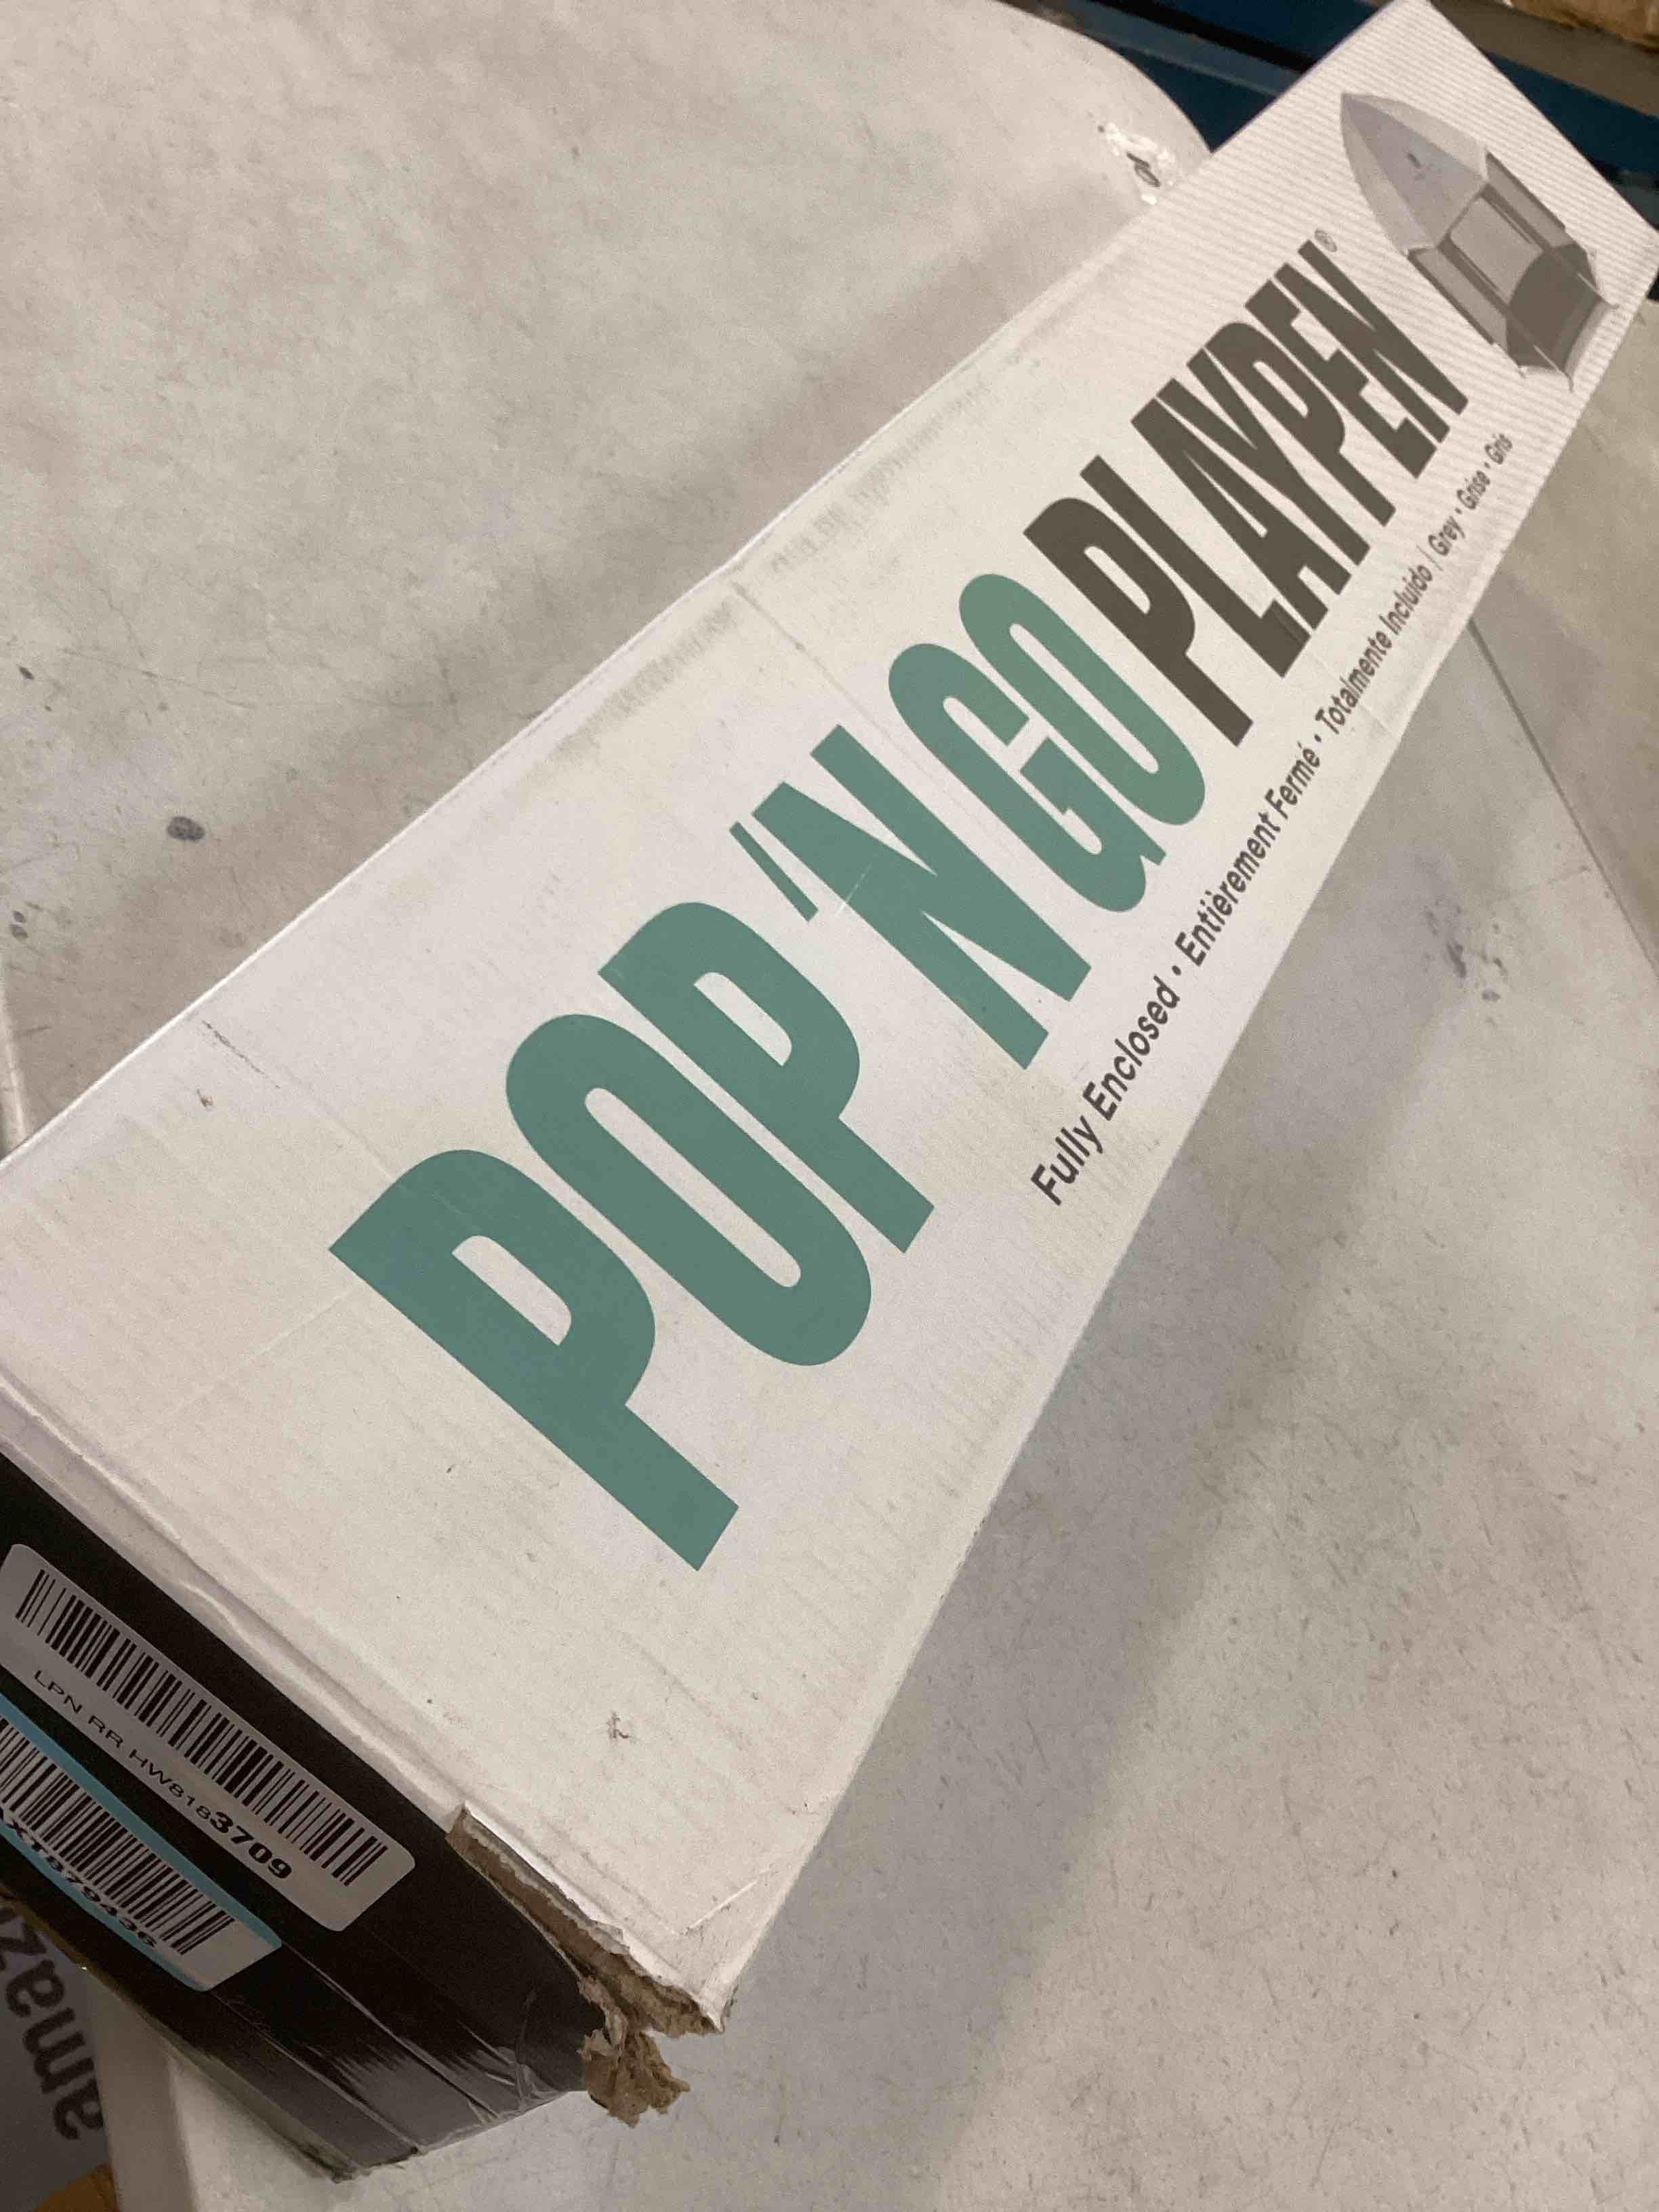 POP 'N GO PLAYPEN®
Fully Enclosed • Entièrement Fermé • Totalmente Incluido | Grey • Grise • Gris
LPN RR HW8183709